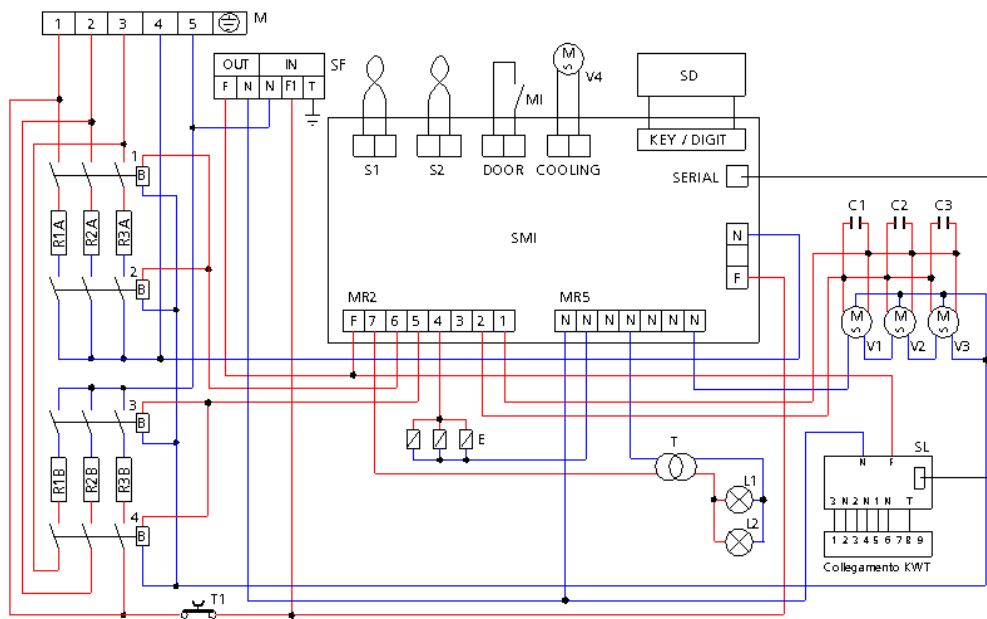 1 2 3 4 5 M
OUT IN SF
F N N F1 T
S1 S2 DOOR COOLING
MI
M S V4
SD
KEY / DIGIT
SERIAL
SMI
N
F
MR2
F 7 6 5 4 3 2 1
MR5
N N N N N N N
1 B
R1A R2A R3A
2 B
3 B
R1B R2B R3B
4 B
T1
E
T
L1
L2
C1 C2 C3
M S M S M S
V1 V2 V3
SL
N F
3 N 2 N 1 N T
1 2 3 4 5 6 7 8 9
Collegamento KWT